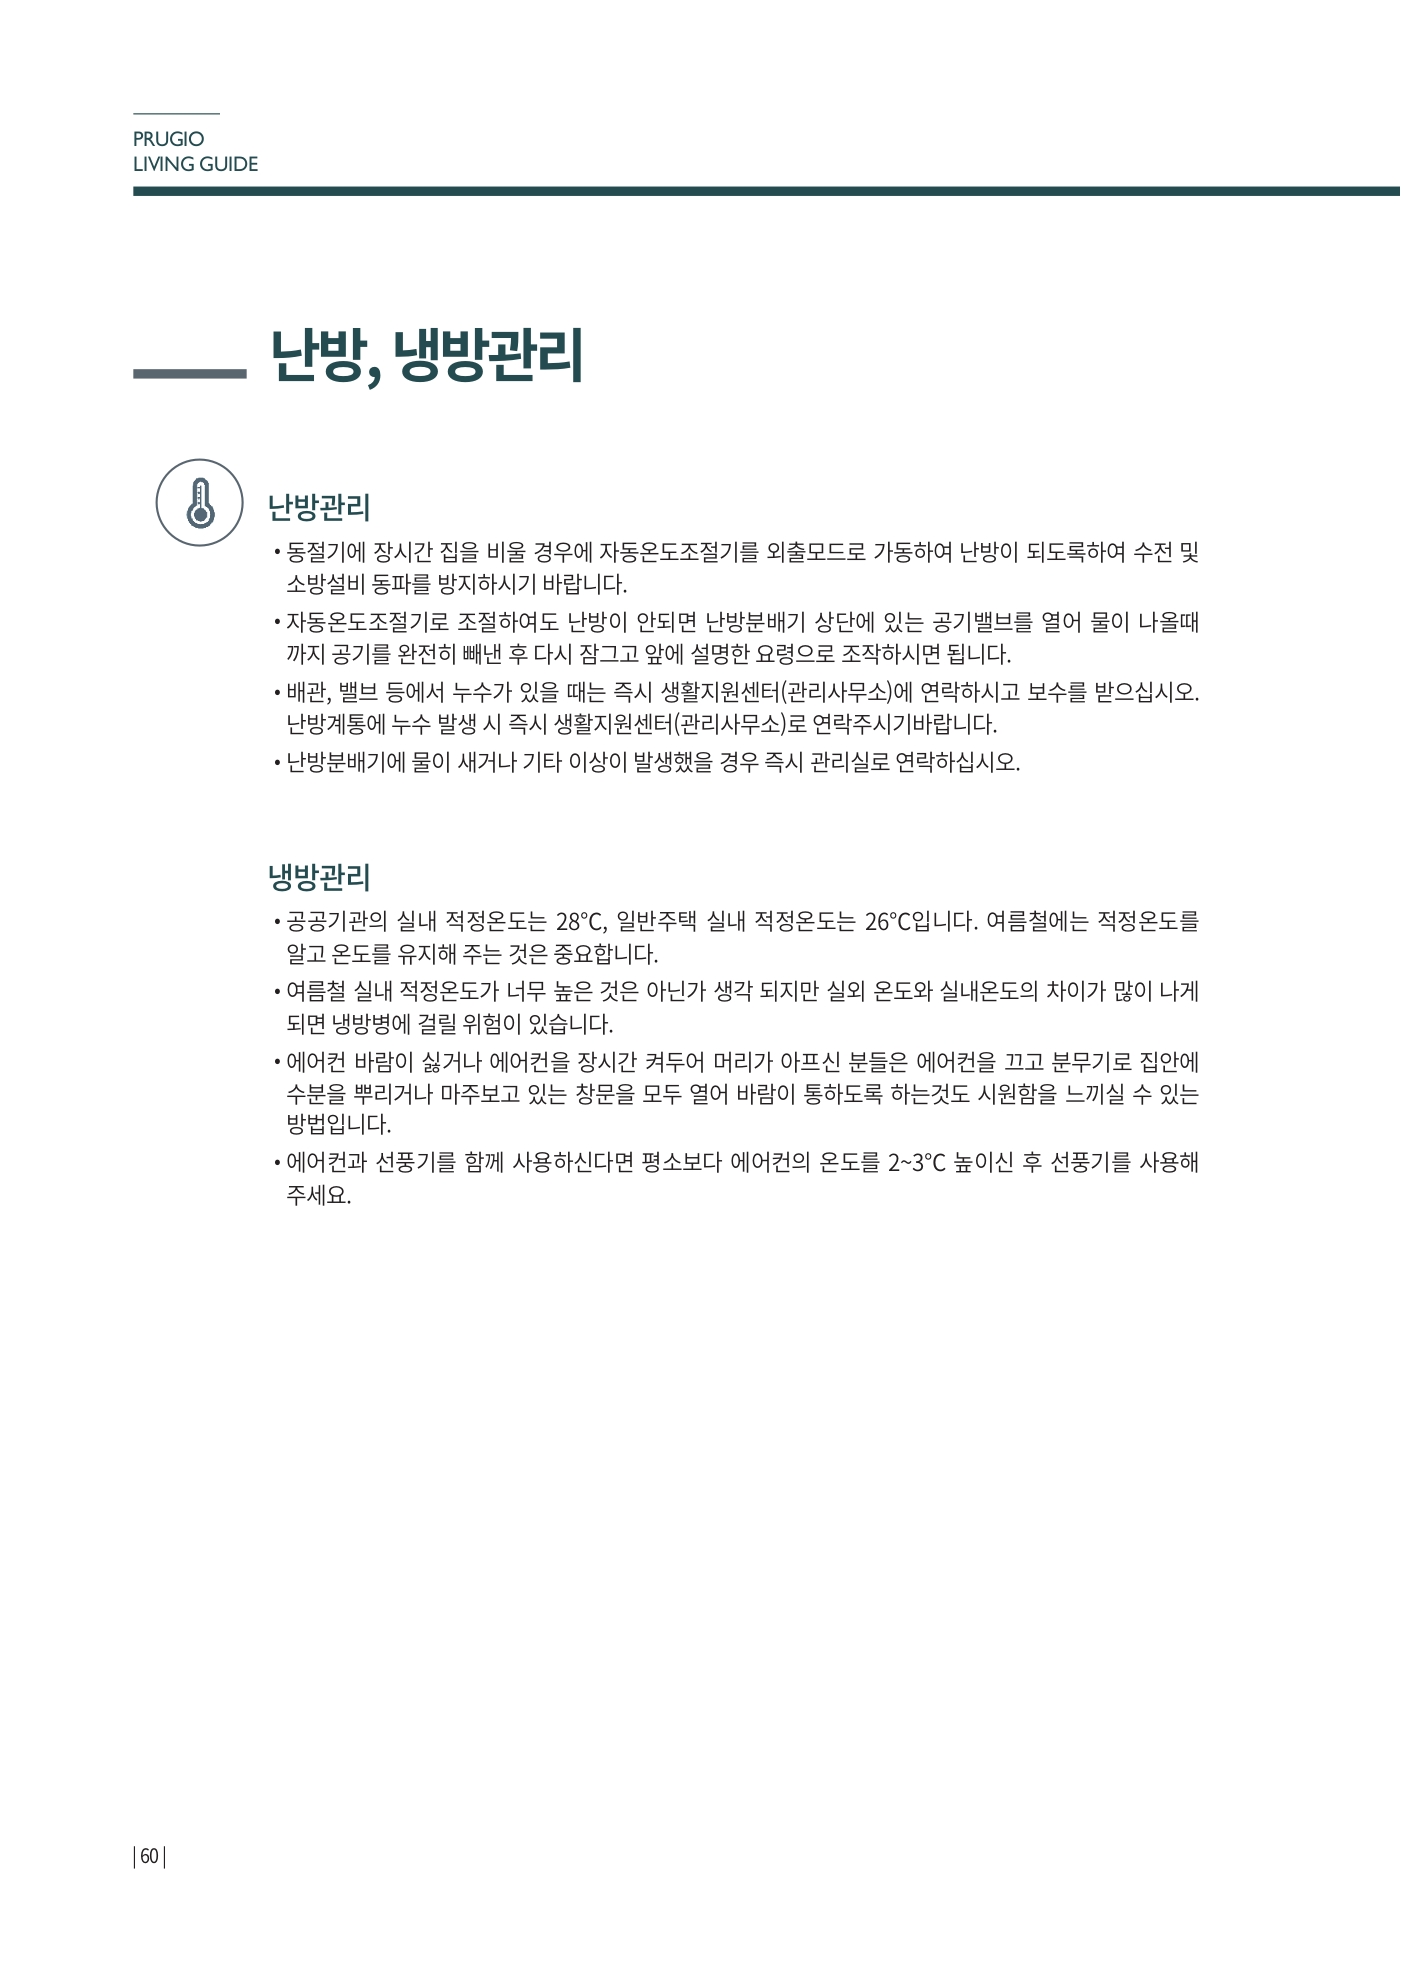 PRUGIO
LIVING GUIDE
난방, 냉방관리
난방관리
• 동절기에 장시간 집을 비울 경우에 자동온도조절기를 외출모드로 가동하여 난방이 되도록하여 수전 및
소방설비 동파를 방지하시기 바랍니다.
• 자동온도조절기로 조절하여도 난방이 안되면 난방분배기 상단에 있는 공기밸브를 열어 물이 나올때
까지 공기를 완전히 빼낸 후 다시 잠그고 앞에 설명한 요령으로 조작하시면 됩니다.
• 배관, 밸브 등에서 누수가 있을 때는 즉시 생활지원센터(관리사무소)에 연락하시고 보수를 받으십시오.
난방계통에 누수 발생 시 즉시 생활지원센터(관리사무소)로 연락주시기바랍니다.
• 난방분배기에 물이 새거나 기타 이상이 발생했을 경우 즉시 관리실로 연락하십시오.
냉방관리
• 공공기관의 실내 적정온도는 28℃, 일반주택 실내 적정온도는 26℃입니다. 여름철에는 적정온도를
알고 온도를 유지해 주는 것은 중요합니다.
• 여름철 실내 적정온도가 너무 높은 것은 아닌가 생각 되지만 실외 온도와 실내온도의 차이가 많이 나게
되면 냉방병에 걸릴 위험이 있습니다.
• 에어컨 바람이 싫거나 에어컨을 장시간 켜두어 머리가 아프신 분들은 에어컨을 끄고 분무기로 집안에
수분을 뿌리거나 마주보고 있는 창문을 모두 열어 바람이 통하도록 하는것도 시원함을 느끼실 수 있는
방법입니다.
• 에어컨과 선풍기를 함께 사용하신다면 평소보다 에어컨의 온도를 2~3℃ 높이신 후 선풍기를 사용해
주세요.
| 60 |